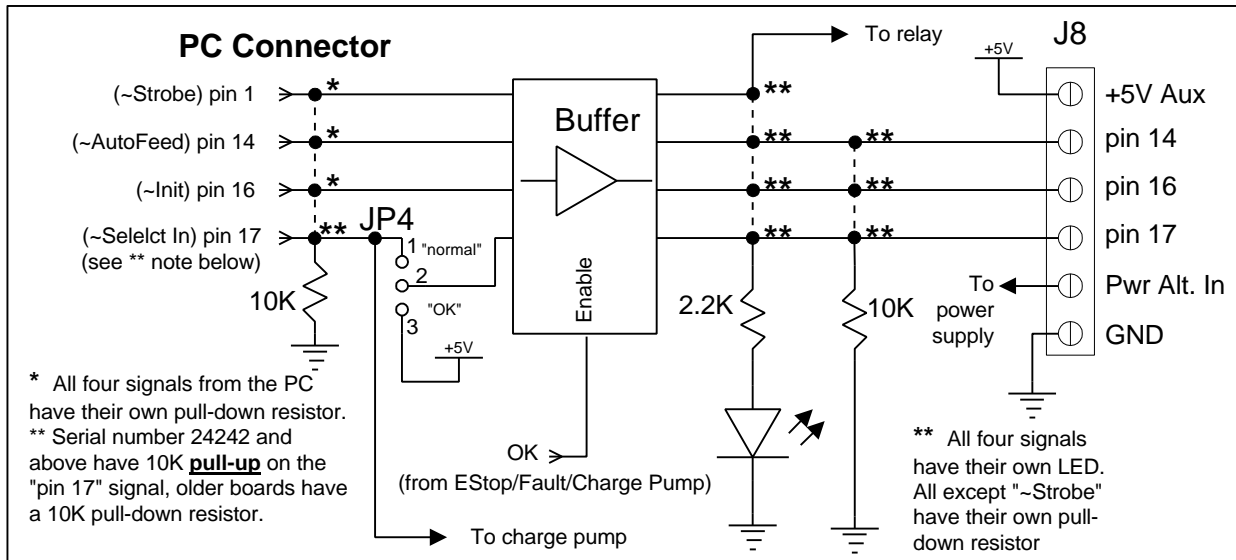 PC Connector
To relay
J8
+5V
(~Strobe) pin 1
*
**
+5V Aux
Buffer
(~AutoFeed) pin 14
*
**
**
pin 14
(~Init) pin 16
*
**
**
pin 16
(~Selelct In) pin 17
**
JP4
**
**
pin 17
(see ** note below)
1
"normal"
2
"OK"
3
+5V
10K
Enable
2.2K
10K
To
power
supply
Pwr Alt. In
GND
* All four signals from the PC
have their own pull-down resistor.
** Serial number 24242 and
above have 10K pull-up on the
"pin 17" signal, older boards have
a 10K pull-down resistor.
OK
(from EStop/Fault/Charge Pump)
To charge pump
** All four signals
have their own LED.
All except "~Strobe"
have their own pull-
down resistor